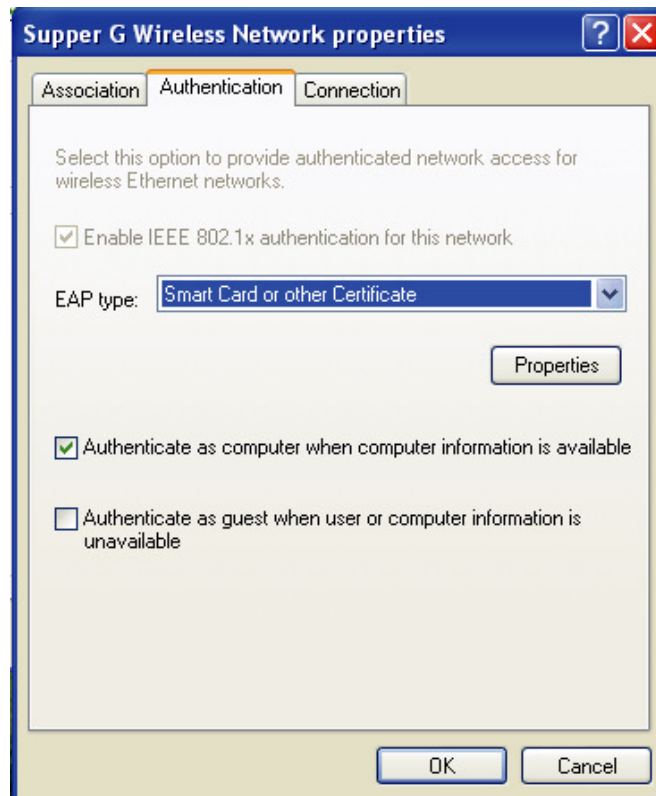 Supper G Wireless Network properties
Association Authentication Connection
Select this option to provide authenticated network access for
wireless Ethernet networks.
Enable IEEE 802.1x authentication for this network
EAP type: Smart Card or other Certificate
Properties
Authenticate as computer when computer information is available
Authenticate as guest when user or computer information is
unavailable
OK Cancel